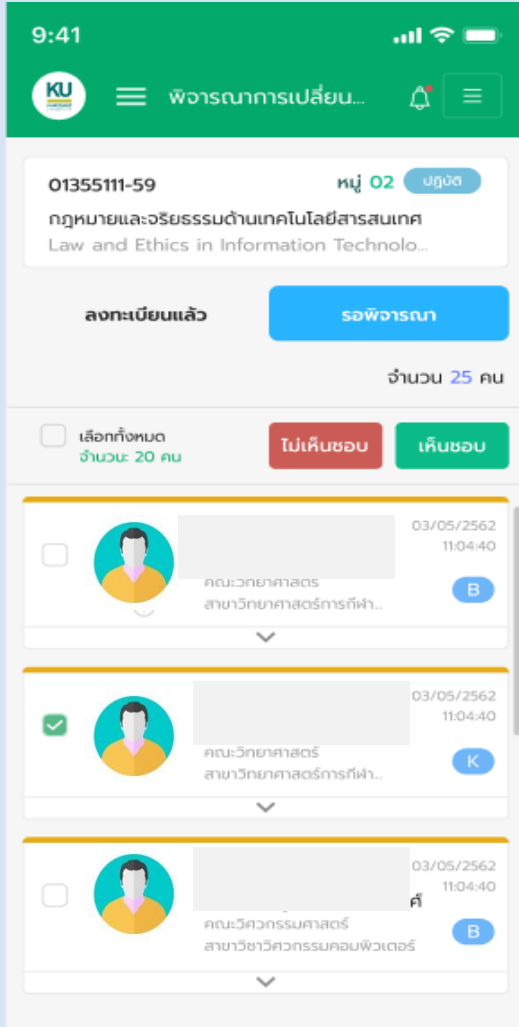 9:41
KU
พิจารณาการเปลี่ยน...
01355111-59 หมู่ 02 ปฏิบัติ
กฎหมายและจริยธรรมด้านเทคโนโลยีสารสนเทศ
Law and Ethics in Information Technolo...
ลงทะเบียนแล้ว รอพิจารณา
จำนวน 25 คน
เลือกทั้งหมด
จำนวน: 20 คน
ไม่เห็นชอบ เห็นชอบ
03/05/2562
11:04:40
คณะวิทยาศาสตร์
สาขาวิทยาศาสตร์การกีฬา...
B
03/05/2562
11:04:40
คณะวิทยาศาสตร์
สาขาวิทยาศาสตร์การกีฬา...
K
03/05/2562
11:04:40
คณะวิศวกรรมศาสตร์
สาขาวิชาวิศวกรรมคอมพิวเตอร์
B